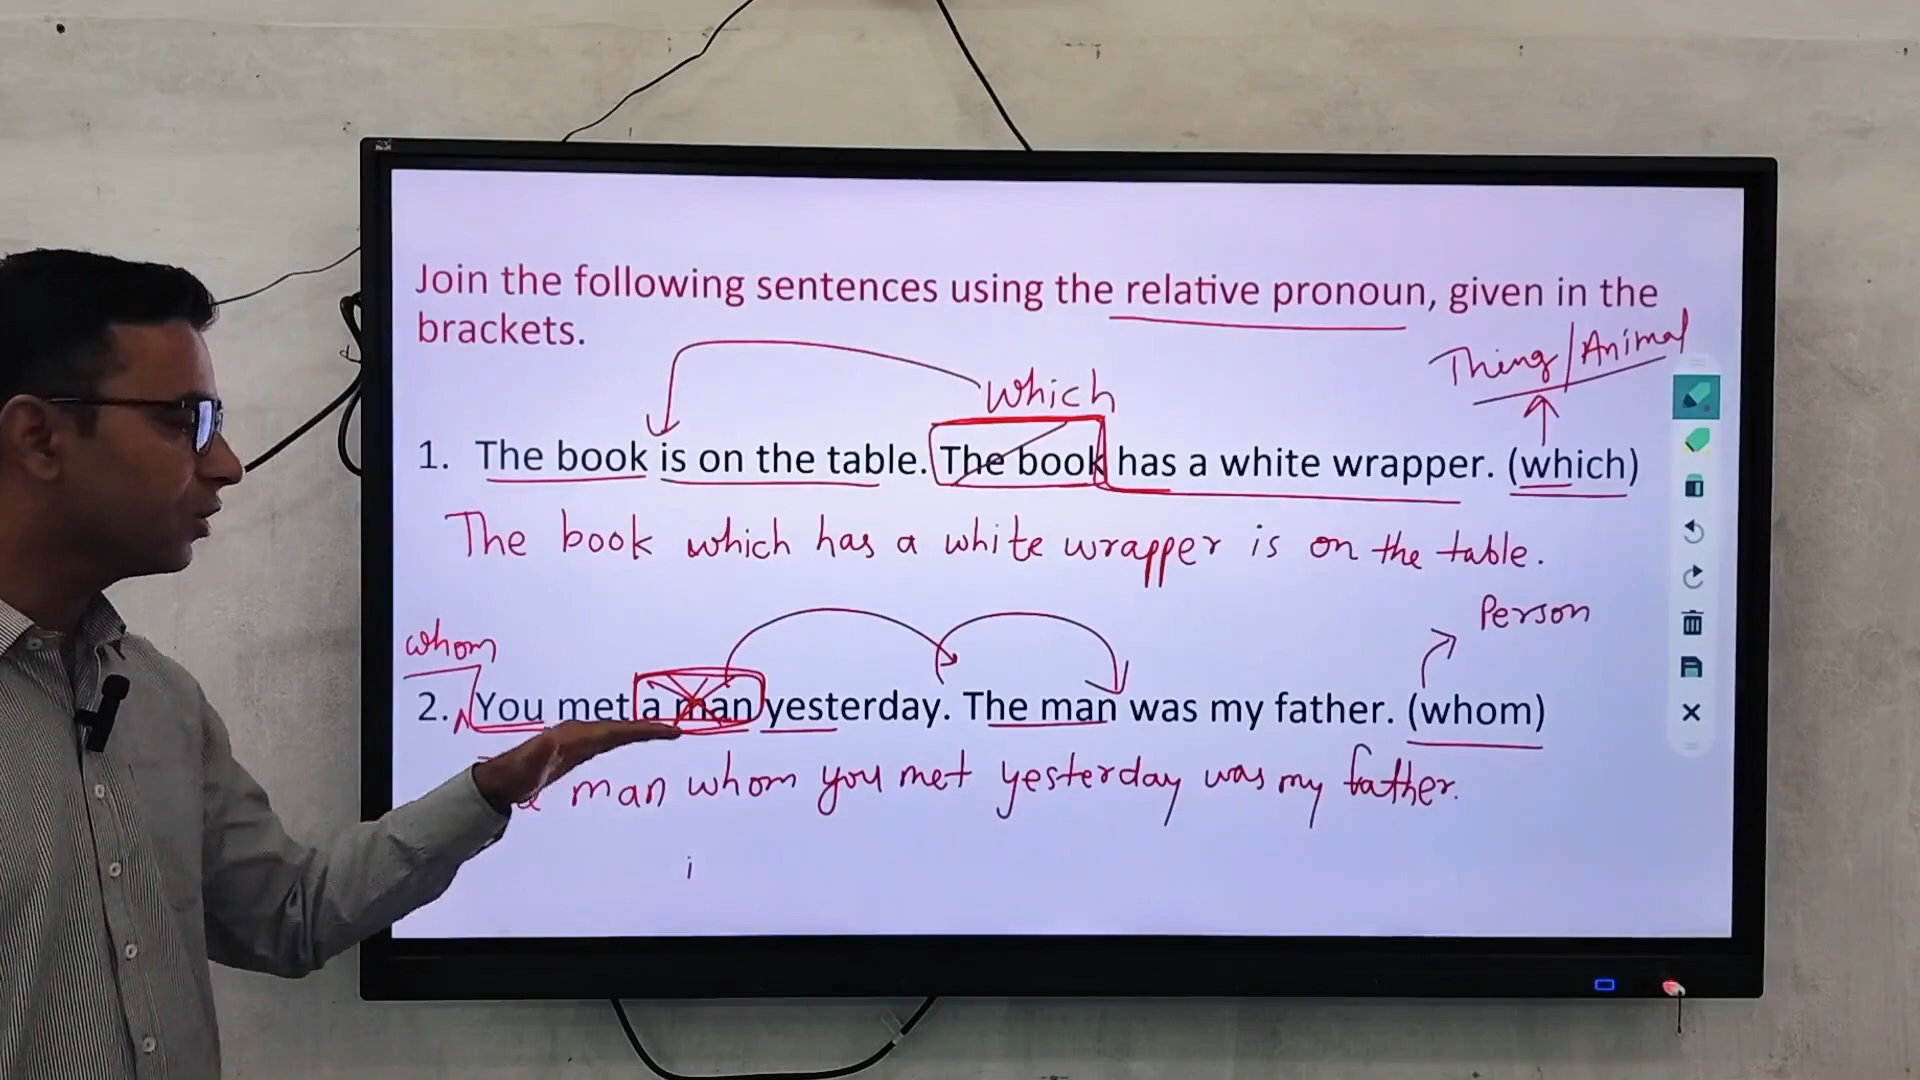 Join the following sentences using the relative pronoun, given in the
brackets.
Thing/Animal
Which
1. The book is on the table. The book has a white wrapper. (which)
The book which has a white wrapper is on the table.
Person
whom
2. You met a man yesterday. The man was my father. (whom)
man whom you met yesterday was my father.
i